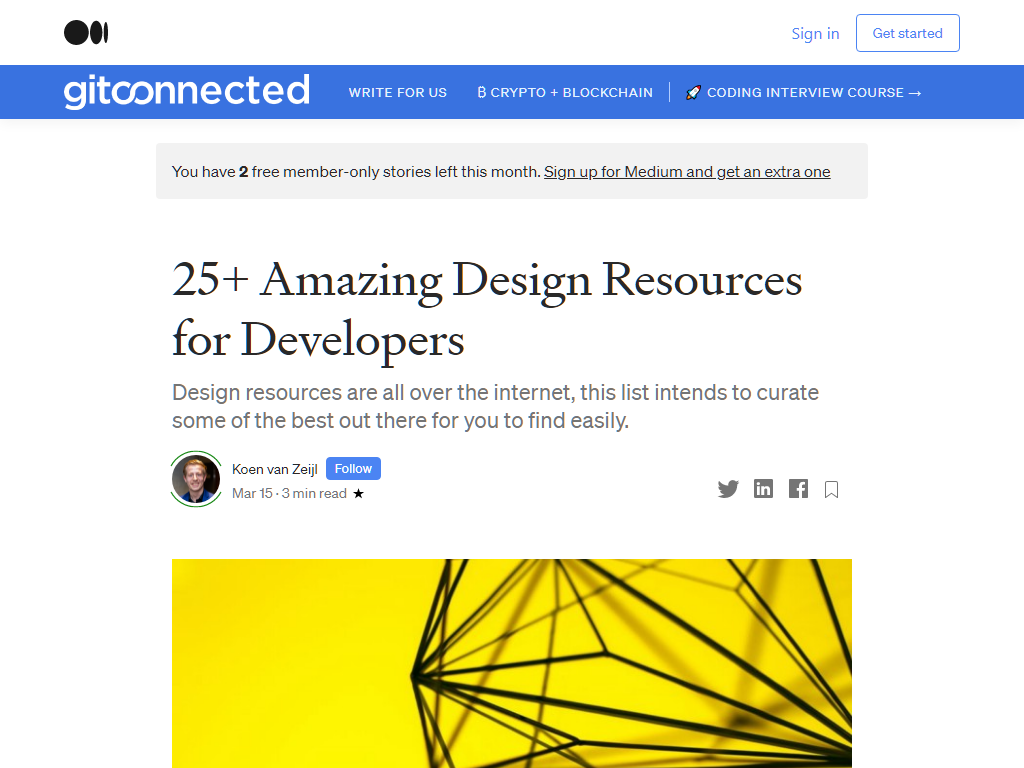 Sign in
Get started
gitconnected
WRITE FOR US
₿ CRYPTO + BLOCKCHAIN
🚀 CODING INTERVIEW COURSE →
You have 2 free member-only stories left this month. Sign up for Medium and get an extra one
25+ Amazing Design Resources
for Developers
Design resources are all over the internet, this list intends to curate
some of the best out there for you to find easily.
Koen van Zeijl
Follow
Mar 15 · 3 min read ★